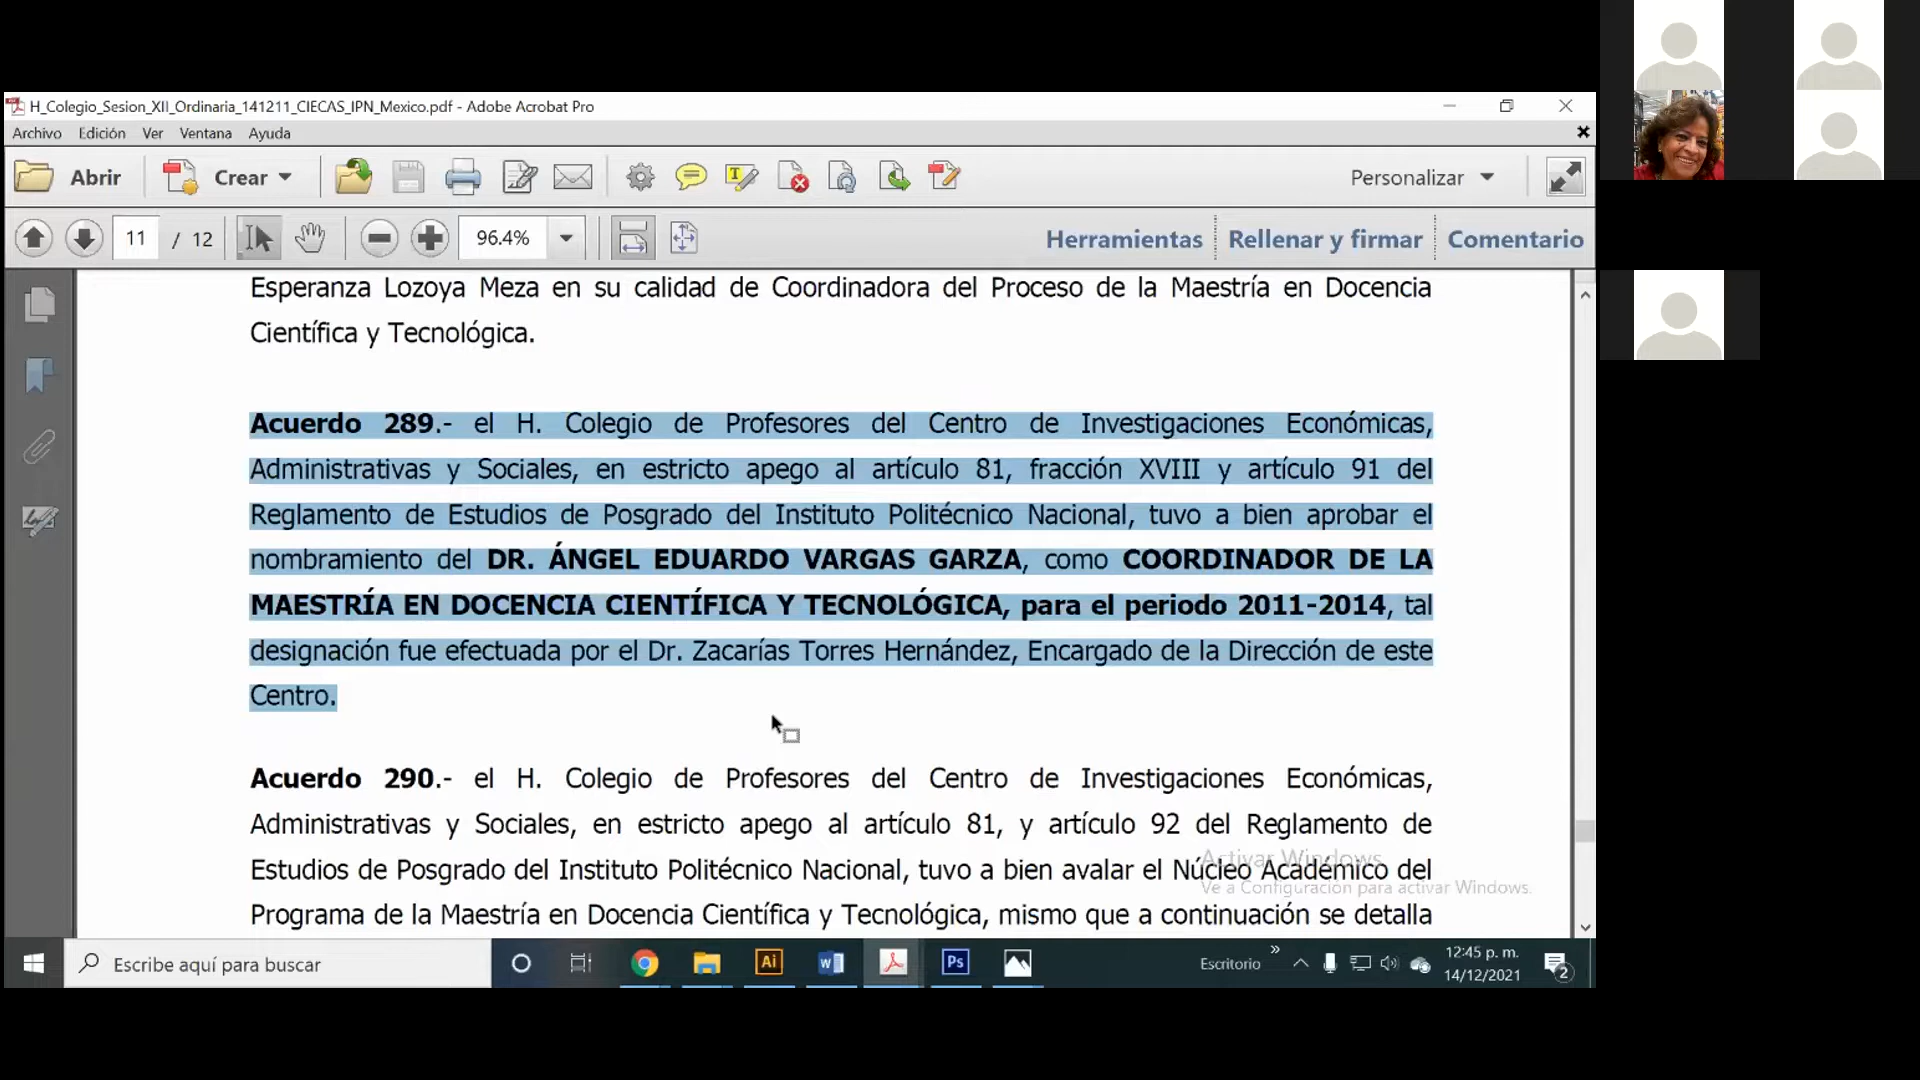 H_Colegio_Sesion_XII_Ordinaria_141211_CIECAS_IPN_Mexico.pdf - Adobe Acrobat Pro
Archivo Edición Ver Ventana Ayuda
Abrir Crear Personalizar
11 / 12 96.4% Herramientas Rellenar y firmar Comentario
Esperanza Lozoya Meza en su calidad de Coordinadora del Proceso de la Maestría en Docencia
Científica y Tecnológica.
Acuerdo 289.- el H. Colegio de Profesores del Centro de Investigaciones Económicas,
Administrativas y Sociales, en estricto apego al artículo 81, fracción XVIII y artículo 91 del
Reglamento de Estudios de Posgrado del Instituto Politécnico Nacional, tuvo a bien aprobar el
nombramiento del DR. ÁNGEL EDUARDO VARGAS GARZA, como COORDINADOR DE LA
MAESTRÍA EN DOCENCIA CIENTÍFICA Y TECNOLÓGICA, para el periodo 2011-2014, tal
designación fue efectuada por el Dr. Zacarías Torres Hernández, Encargado de la Dirección de este
Centro.
Acuerdo 290.- el H. Colegio de Profesores del Centro de Investigaciones Económicas,
Administrativas y Sociales, en estricto apego al artículo 81, y artículo 92 del Reglamento de
Estudios de Posgrado del Instituto Politécnico Nacional, tuvo a bien avalar el Núcleo Académico del
Programa de la Maestría en Docencia Científica y Tecnológica, mismo que a continuación se detalla
Activar Windows
Ve a Configuración para activar Windows.
Escribe aquí para buscar
Ai
Ps
Escritorio
12:45 p. m.
14/12/2021
2